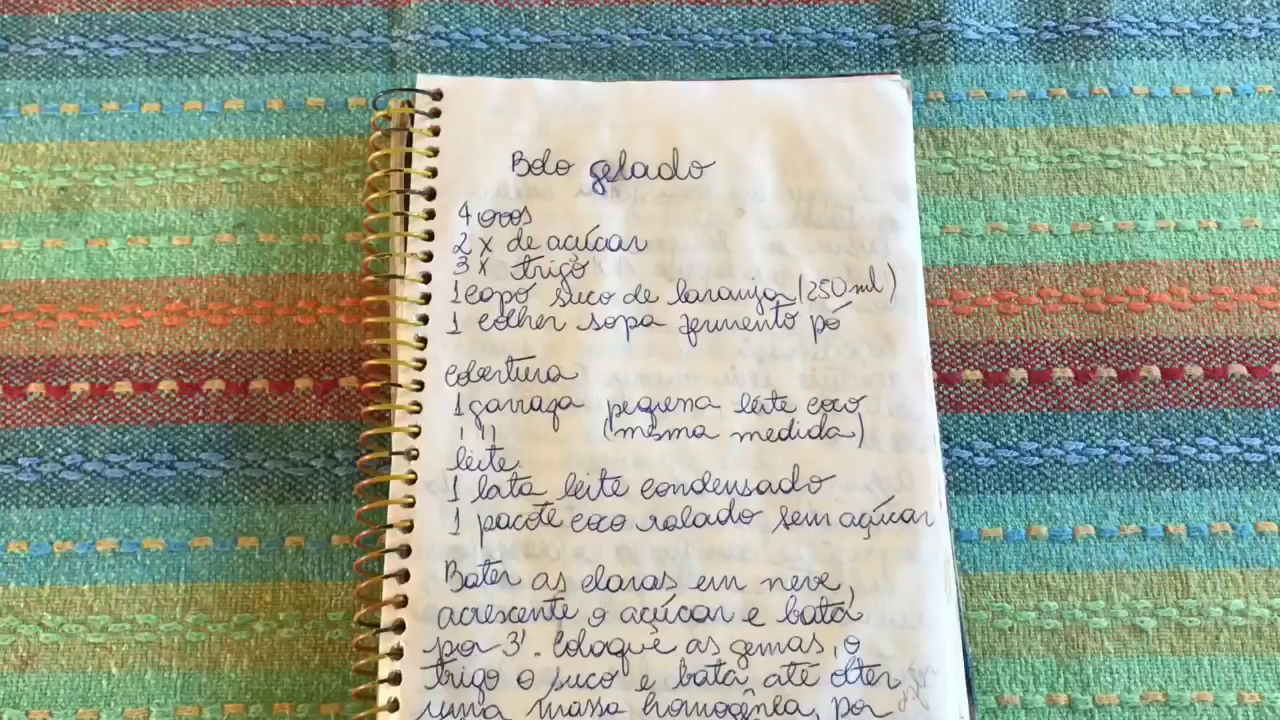 Bolo gelado
4 ovos
2 x de açúcar
3 x trigo
1 copo suco de laranja (250 ml)
1 colher sopa fermento pó
cobertura
1 garrafa pequena leite coco
1 11 (mesma medida)
leite
1 lata leite condensado
1 pacote coco ralado sem açúcar
Bater as claras em neve,
acrescente o açúcar e bata
por 3'. Coloque as gemas, o
trigo o suco e bata até obter
uma massa homogênea, por